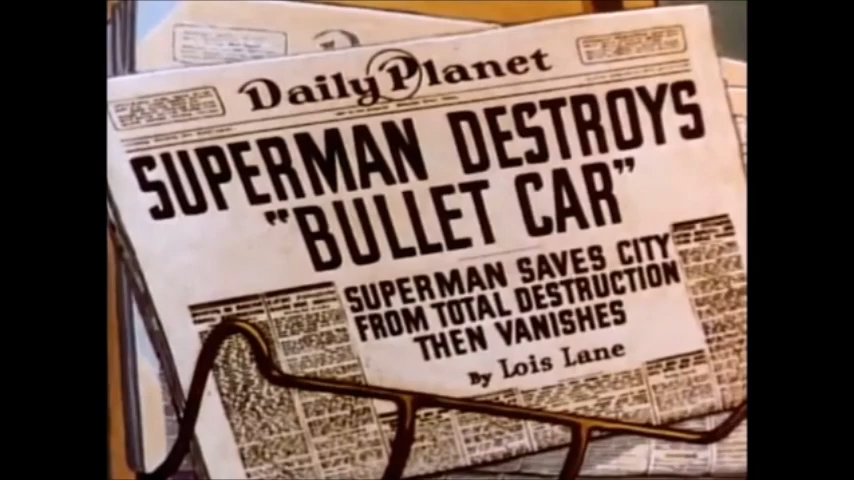 Daily Planet
SUPERMAN DESTROYS
"BULLET CAR"
SUPERMAN SAVES CITY
FROM TOTAL DESTRUCTION
THEN VANISHES
By Lois Lane